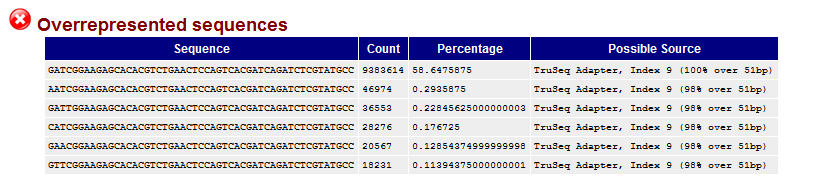 Overrepresented sequences
Sequence Count Percentage Possible Source
GATCGGAAGAGCACACGTCTGAACTCCAGTCACGATCAGATCTCGTATGCC 9383614 58.6475875 TruSeq Adapter, Index 9 (100% over 51bp)
AATCGGAAGAGCACACGTCTGAACTCCAGTCACGATCAGATCTCGTATGCC 46974 0.2935875 TruSeq Adapter, Index 9 (98% over 51bp)
GATTGGAAGAGCACACGTCTGAACTCCAGTCACGATCAGATCTCGTATGCC 36553 0.22845625000000003 TruSeq Adapter, Index 9 (98% over 51bp)
CATCGGAAGAGCACACGTCTGAACTCCAGTCACGATCAGATCTCGTATGCC 28276 0.176725 TruSeq Adapter, Index 9 (98% over 51bp)
GAACGGAAGAGCACACGTCTGAACTCCAGTCACGATCAGATCTCGTATGCC 20567 0.12854374999999998 TruSeq Adapter, Index 9 (98% over 51bp)
GTTCGGAAGAGCACACGTCTGAACTCCAGTCACGATCAGATCTCGTATGCC 18231 0.11394375000000001 TruSeq Adapter, Index 9 (98% over 51bp)